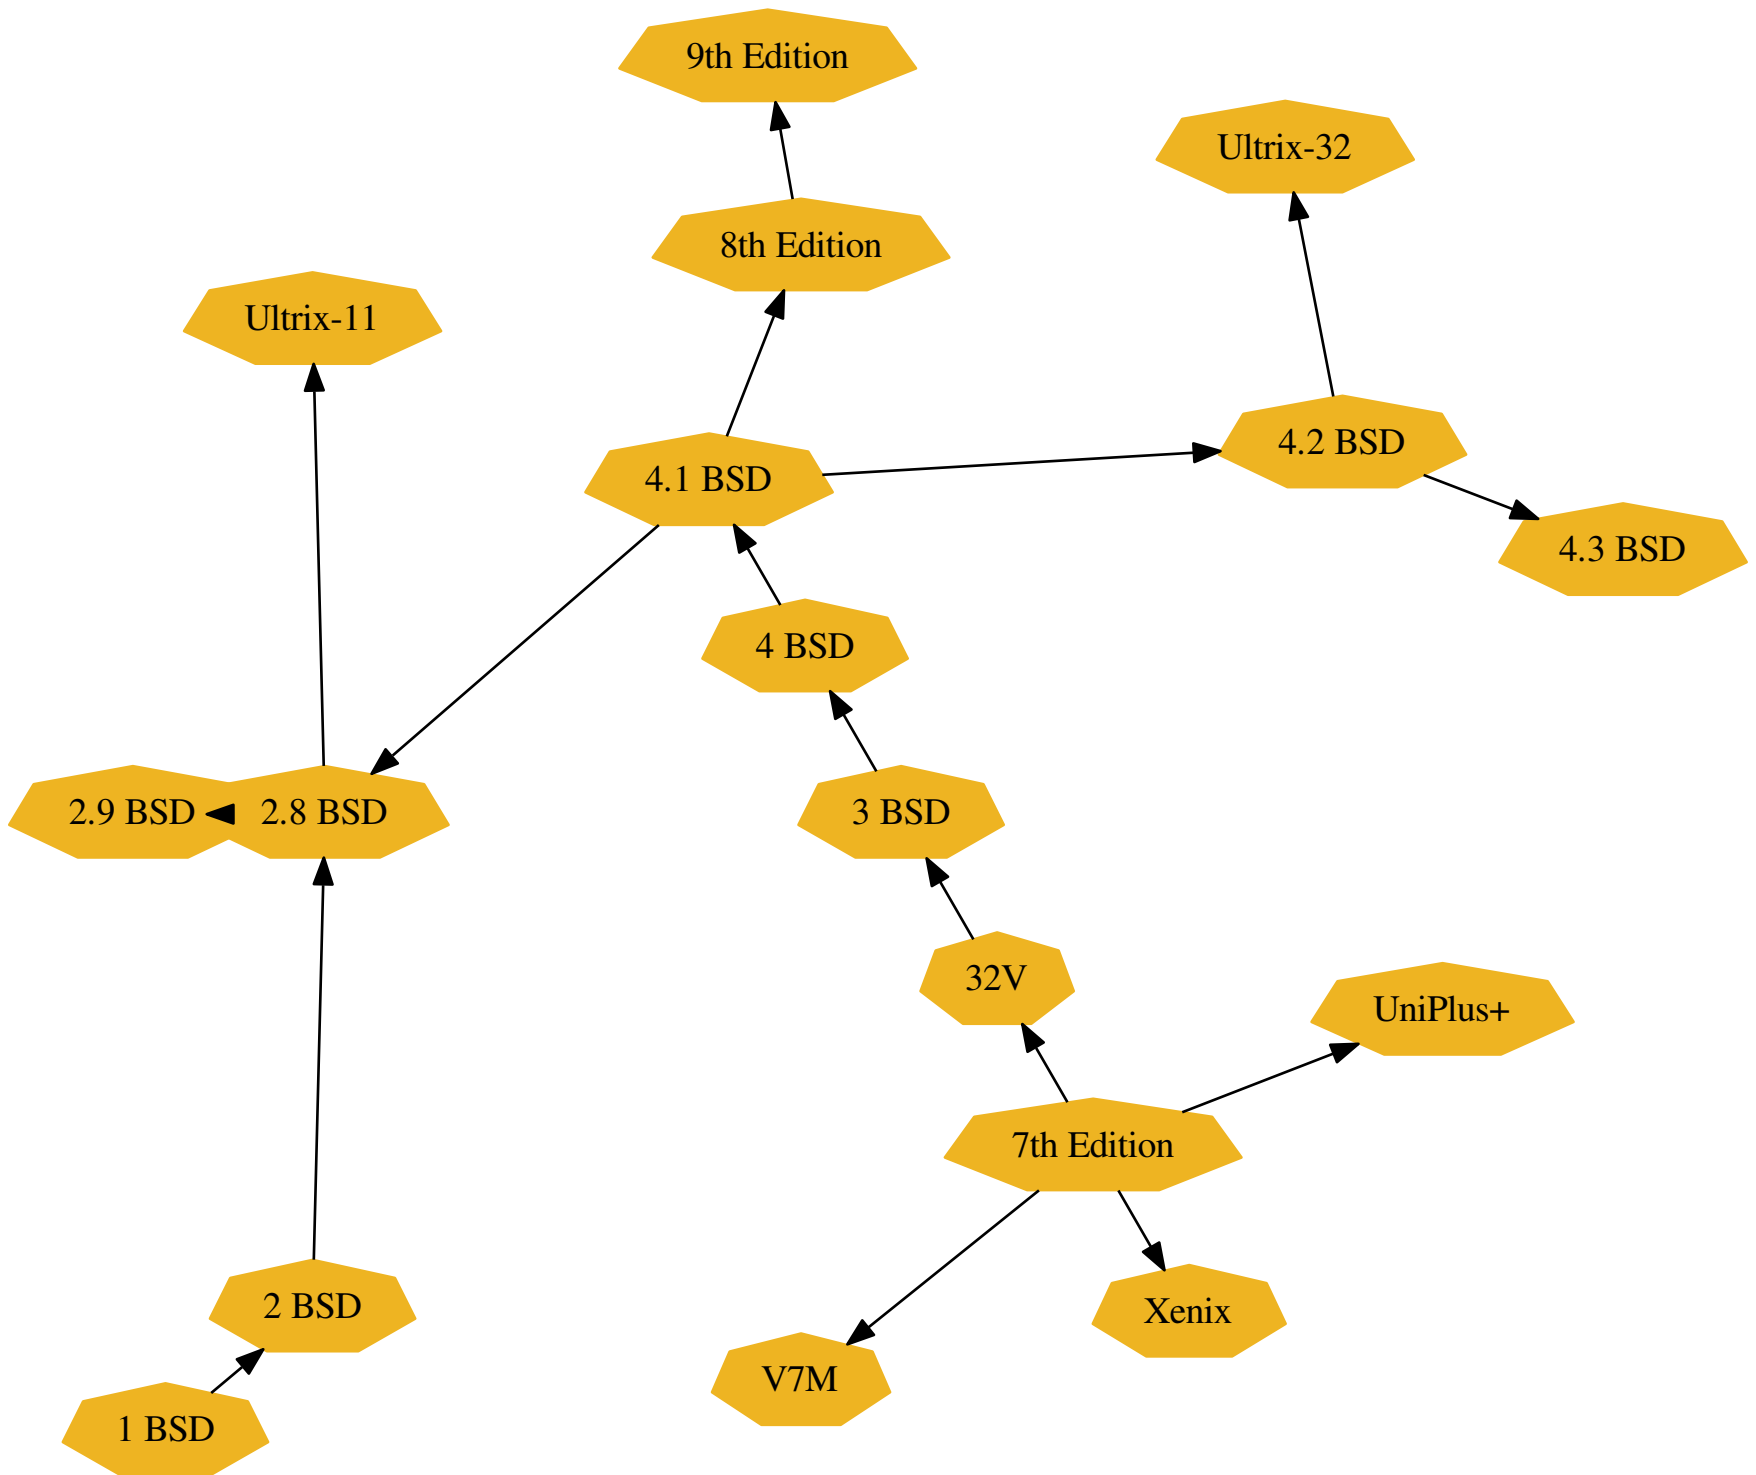 9th Edition
Ultrix-32
8th Edition
Ultrix-11
4.2 BSD
4.1 BSD
4.3 BSD
4 BSD
2.9 BSD
2.8 BSD
3 BSD
32V
UniPlus+
7th Edition
2 BSD
Xenix
V7M
1 BSD